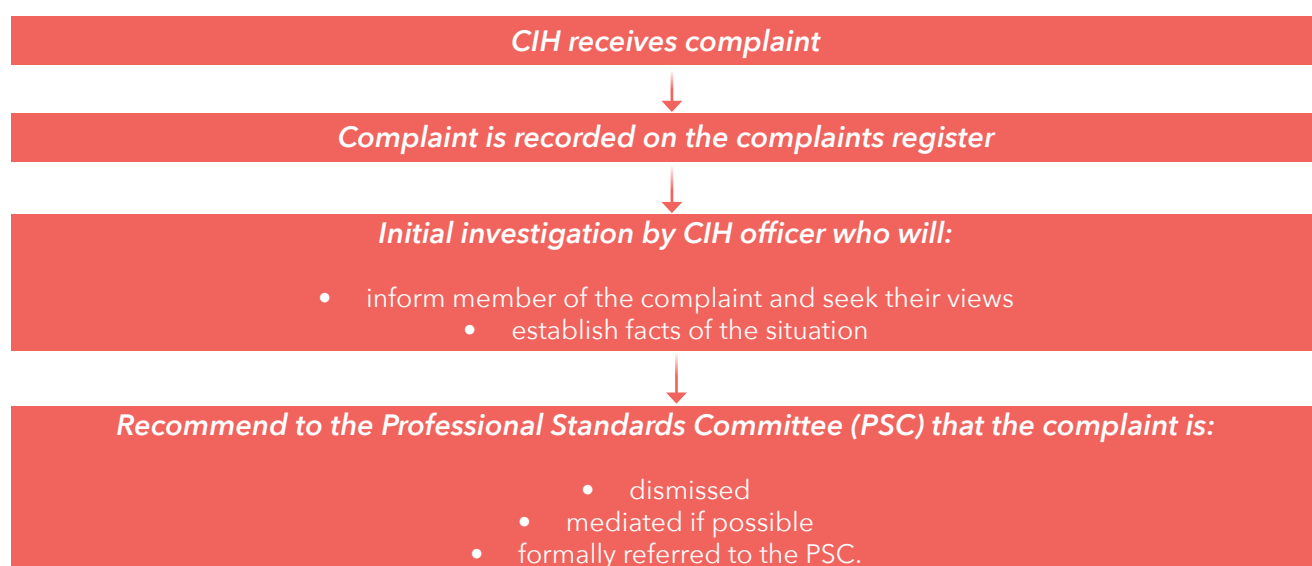 CIH receives complaint
Complaint is recorded on the complaints register
Initial investigation by CIH officer who will:
• inform member of the complaint and seek their views
• establish facts of the situation
Recommend to the Professional Standards Committee (PSC) that the complaint is:
• dismissed
• mediated if possible
• formally referred to the PSC.